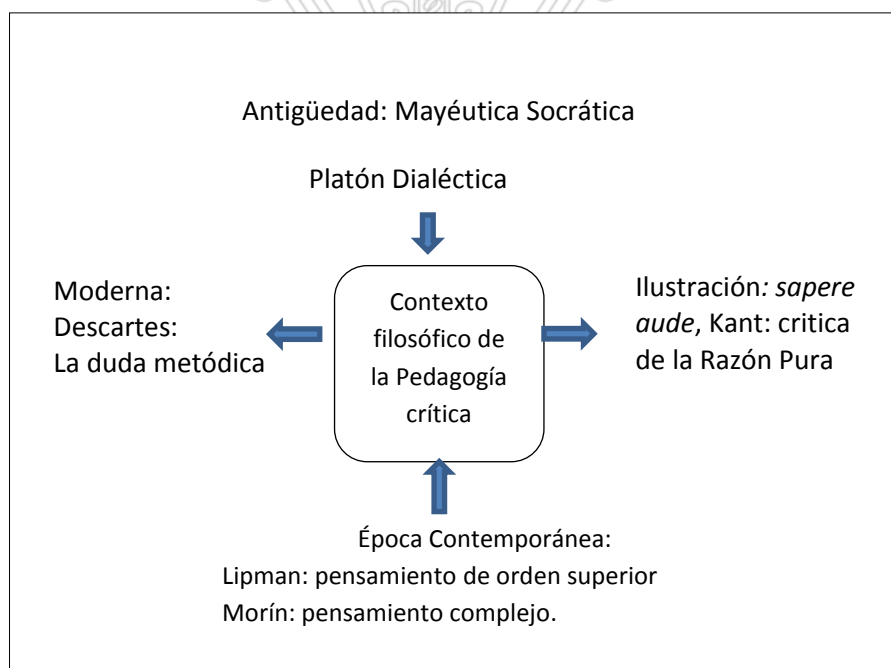 Antigüedad: Mayéutica Socrática
Platón Dialéctica
Moderna:
Descartes:
La duda metódica
Contexto
filosófico de
la Pedagogía
crítica
Ilustración: sapere
aude, Kant: critica
de la Razón Pura
Época Contemporánea:
Lipman: pensamiento de orden superior
Morín: pensamiento complejo.